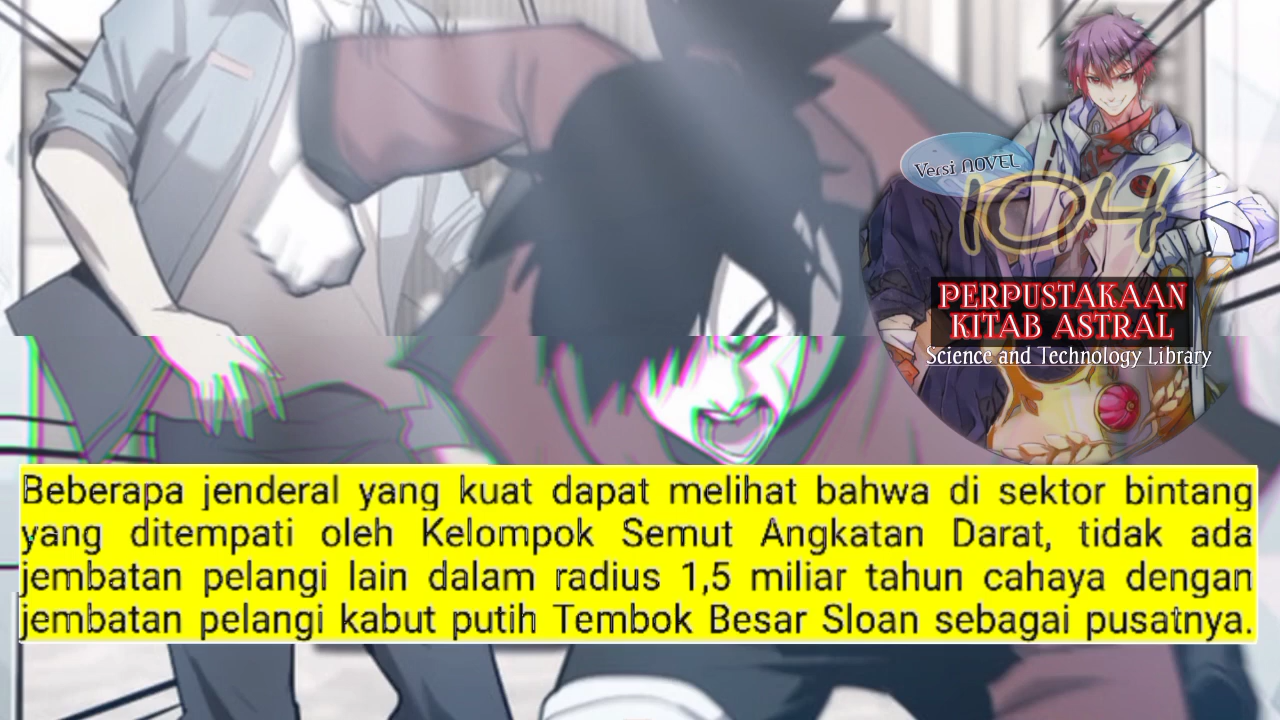 Versi NOVEL
104
PERPUSTAKAAN
KITAB ASTRAL
Science and Technology Library
Beberapa jenderal yang kuat dapat melihat bahwa di sektor bintang
yang ditempati oleh Kelompok Semut Angkatan Darat, tidak ada
jembatan pelangi lain dalam radius 1,5 miliar tahun cahaya dengan
jembatan pelangi kabut putih Tembok Besar Sloan sebagai pusatnya.